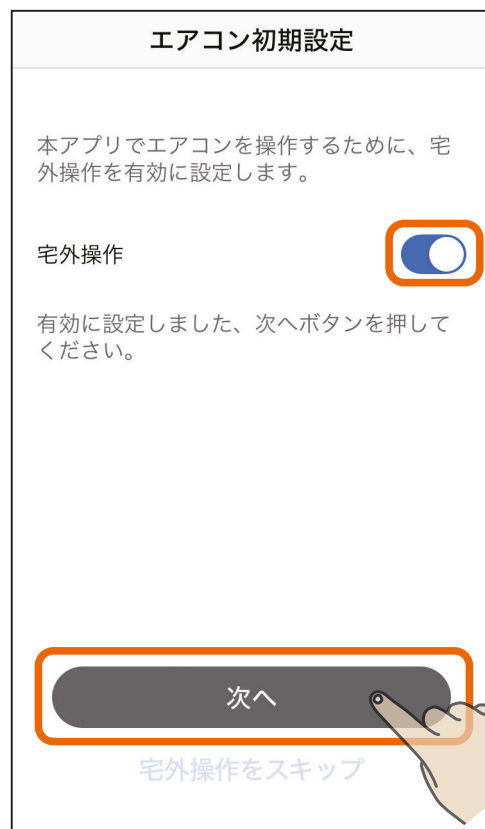 エアコン初期設定
本アプリでエアコンを操作するために、宅
外操作を有効に設定します。
宅外操作
有効に設定しました、次へボタンを押して
ください。
次へ
宅外操作をスキップ